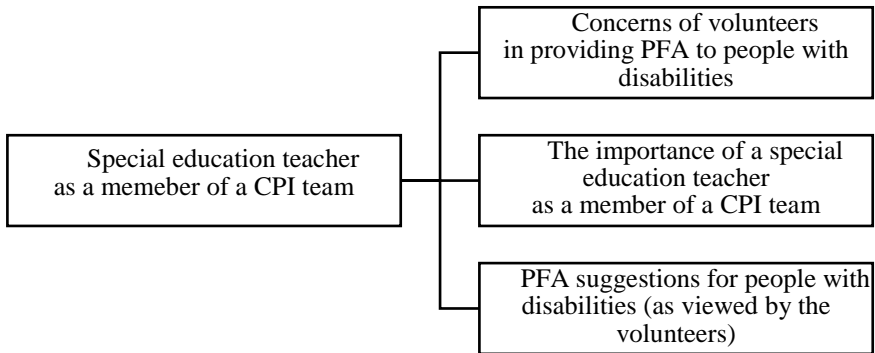 Concerns of volunteers
in providing PFA to people with
disabilities
Special education teacher
as a memeber of a CPI team
The importance of a special
education teacher
as a member of a CPI team
PFA suggestions for people with
disabilities (as viewed by the
volunteers)